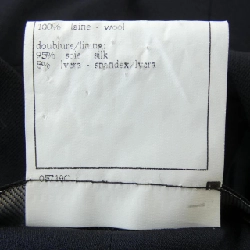 100% laine - wool
doublure/lining:
95% soie - silk
5% lycra - spandex/lycra